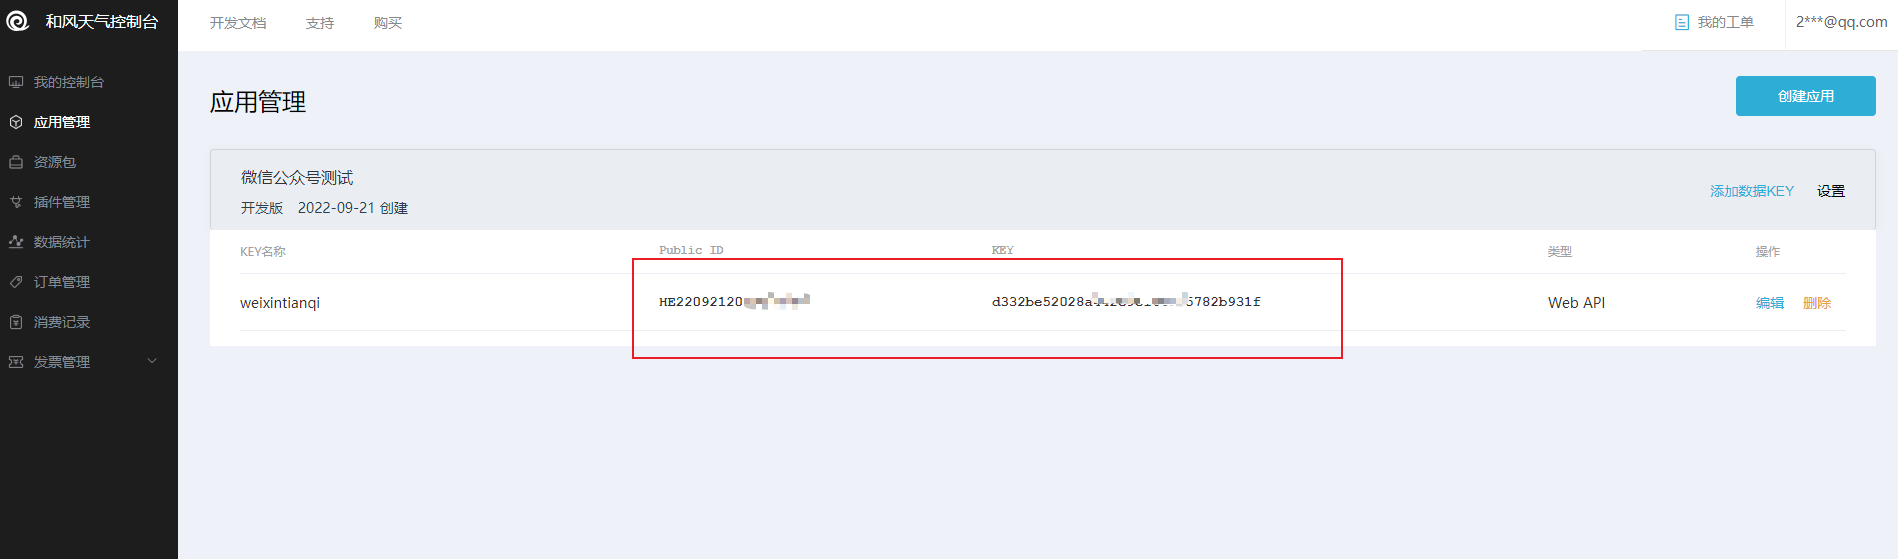 和风天气控制台
开发文档 支持 购买 我的工单 2***@qq.com
我的控制台
应用管理
资源包
插件管理
数据统计
订单管理
消费记录
发票管理
应用管理 创建应用
微信公众号测试
开发版 2022-09-21 创建
添加数据KEY 设置
KEY名称 Public ID KEY 类型 操作
weixintianqi Web API 编辑 删除